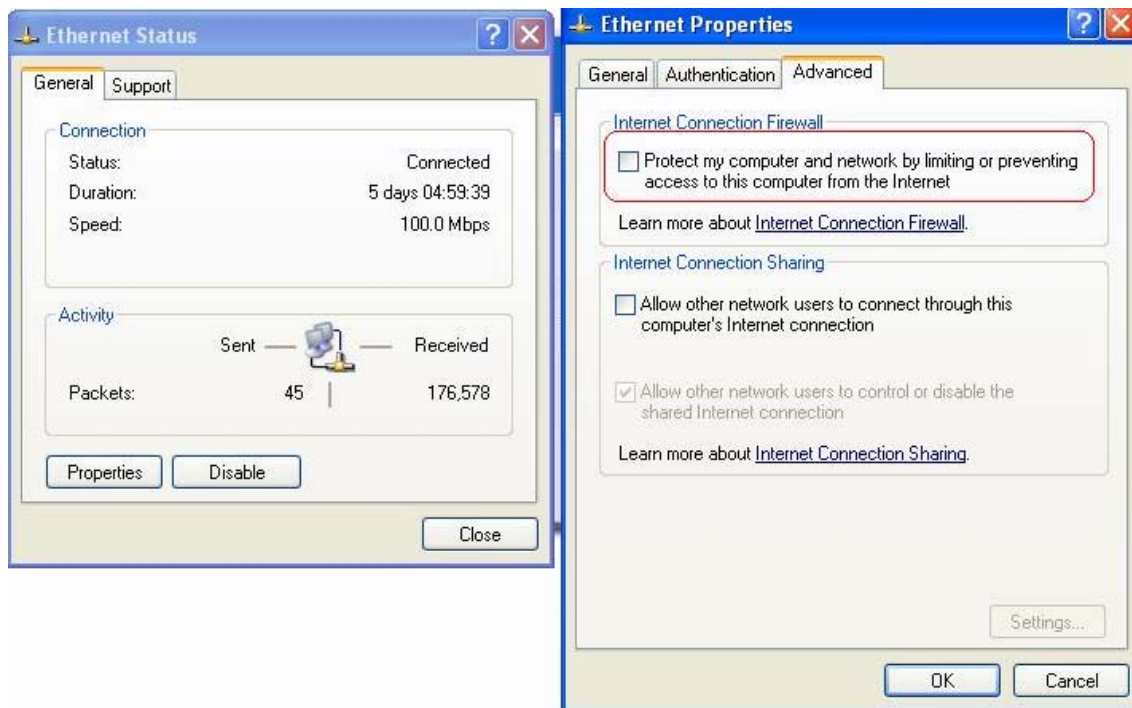 Ethernet Status
General Support
Connection
Status: Connected
Duration: 5 days 04:59:39
Speed: 100.0 Mbps
Activity
Sent Received
Packets: 45 176,578
Properties Disable
Close
Ethernet Properties
General Authentication Advanced
Internet Connection Firewall
Protect my computer and network by limiting or preventing
access to this computer from the Internet
Learn more about Internet Connection Firewall.
Internet Connection Sharing
Allow other network users to connect through this
computer's Internet connection
Allow other network users to control or disable the
shared Internet connection
Learn more about Internet Connection Sharing.
Settings...
OK Cancel